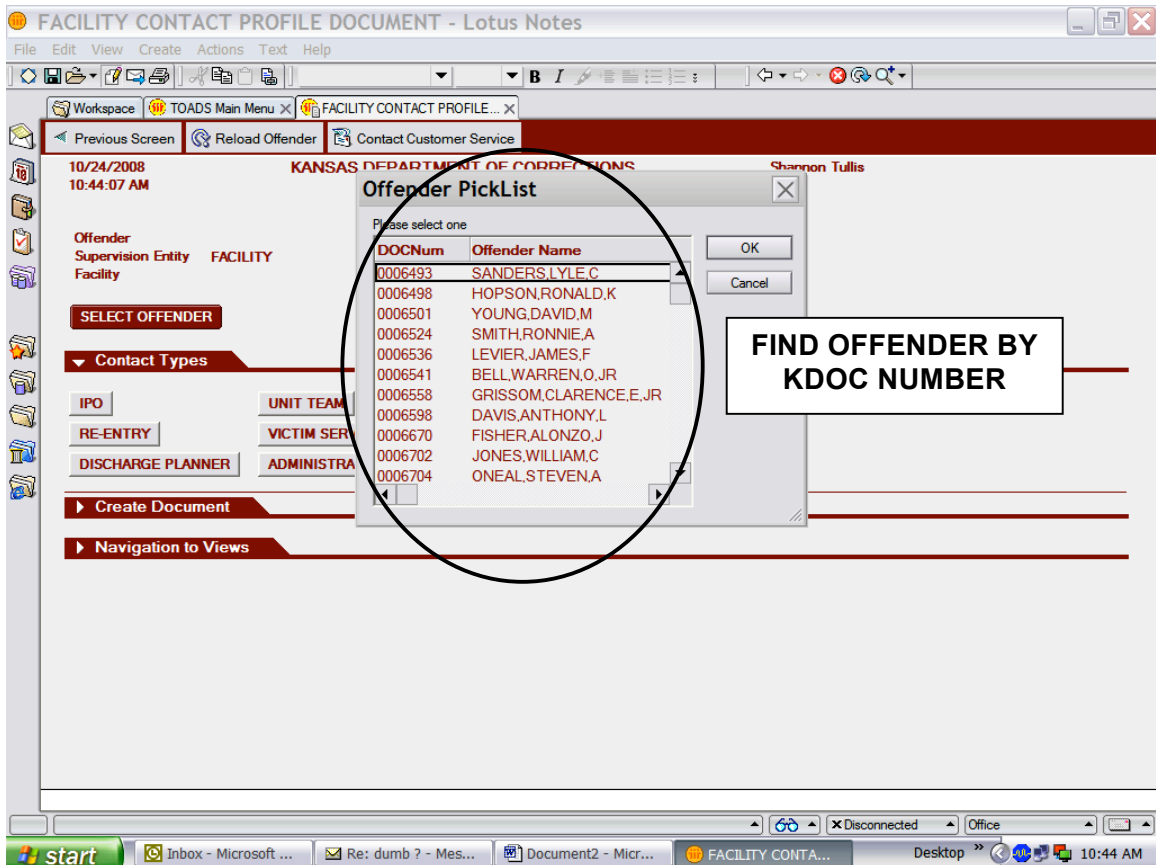 FACILITY CONTACT PROFILE DOCUMENT - Lotus Notes
File Edit View Create Actions Text Help
B I
Workspace TOADS Main Menu FACILITY CONTACT PROFILE...
Previous Screen Reload Offender Contact Customer Service
10/24/2008 KANSAS DEPARTMENT OF CORRECTIONS Shannon Tullis
10:44:07 AM
Offender
Supervision Entity FACILITY
Facility
SELECT OFFENDER
Contact Types
IPO UNIT TEAM
RE-ENTRY VICTIM SER
DISCHARGE PLANNER ADMINISTRA
Create Document
Navigation to Views
Offender PickList
Please select one
DOCNum Offender Name
0006493 SANDERS,LYLE,C
0006498 HOPSON,RONALD,K
0006501 YOUNG,DAVID,M
0006524 SMITH,RONNIE,A
0006536 LEVIER,JAMES,F
0006541 BELL,WARREN,O,JR
0006558 GRISSOM,CLARENCE,E,JR
0006598 DAVIS,ANTHONY,L
0006670 FISHER,ALONZO,J
0006702 JONES,WILLIAM,C
0006704 ONEAL,STEVEN,A
OK
Cancel
FIND OFFENDER BY
KDOC NUMBER
Disconnected Office
start Inbox - Microsoft ... Re: dumb ? - Mes... Document2 - Micr... FACILITY CONTA... Desktop » 10:44 AM